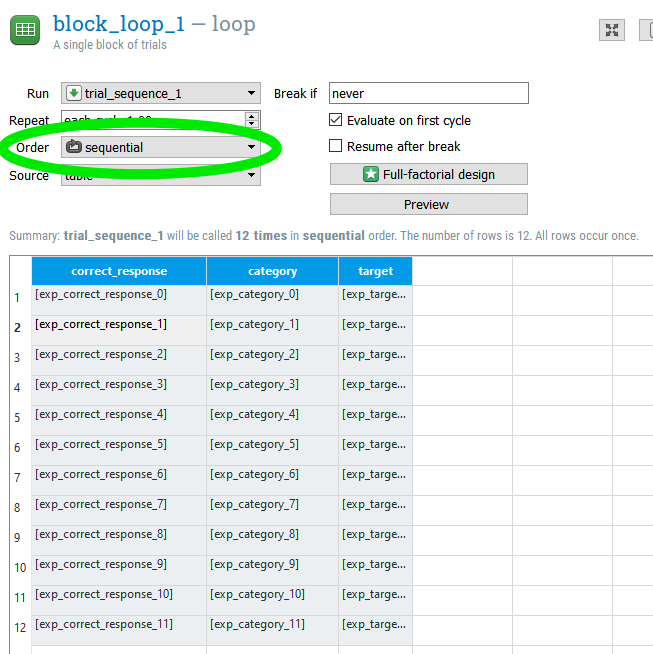 block_loop_1 — loop
A single block of trials
Run trial_sequence_1 Break if never
Repeat each cycle 1.00 Evaluate on first cycle
Order sequential Resume after break
Source table Full-factorial design
Preview
Summary: trial_sequence_1 will be called 12 times in sequential order. The number of rows is 12. All rows occur once.
correct_response category target
1 [exp_correct_response_0] [exp_category_0] [exp_targe...
2 [exp_correct_response_1] [exp_category_1] [exp_targe...
3 [exp_correct_response_2] [exp_category_2] [exp_targe...
4 [exp_correct_response_3] [exp_category_3] [exp_targe...
5 [exp_correct_response_4] [exp_category_4] [exp_targe...
6 [exp_correct_response_5] [exp_category_5] [exp_targe...
7 [exp_correct_response_6] [exp_category_6] [exp_targe...
8 [exp_correct_response_7] [exp_category_7] [exp_targe...
9 [exp_correct_response_8] [exp_category_8] [exp_targe...
10 [exp_correct_response_9] [exp_category_9] [exp_targe...
11 [exp_correct_response_10] [exp_category_10] [exp_targe...
12 [exp_correct_response_11] [exp_category_11] [exp_targe...